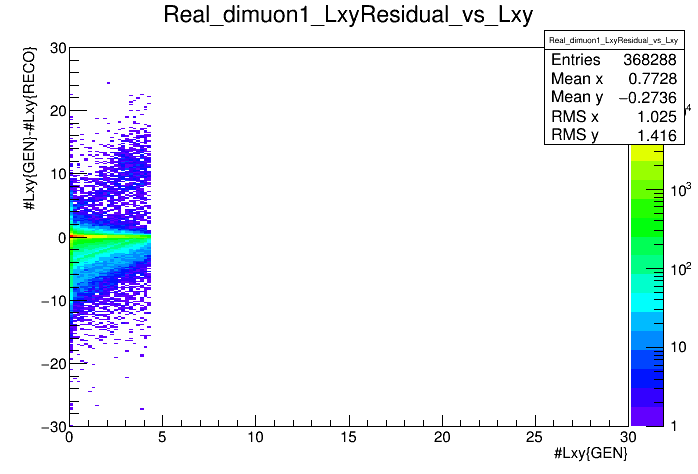 Real_dimuon1_LxyResidual_vs_Lxy
Real_dimuon1_LxyResidual_vs_Lxy
Entries 368288
Mean x 0.7728
Mean y −0.2736
RMS x 1.025
RMS y 1.416
#Lxy{GEN}-#Lxy{RECO}
30
20
10
0
−10
−20
−30
0 5 10 15 20 25 30
#Lxy{GEN}
10³
10²
10
1